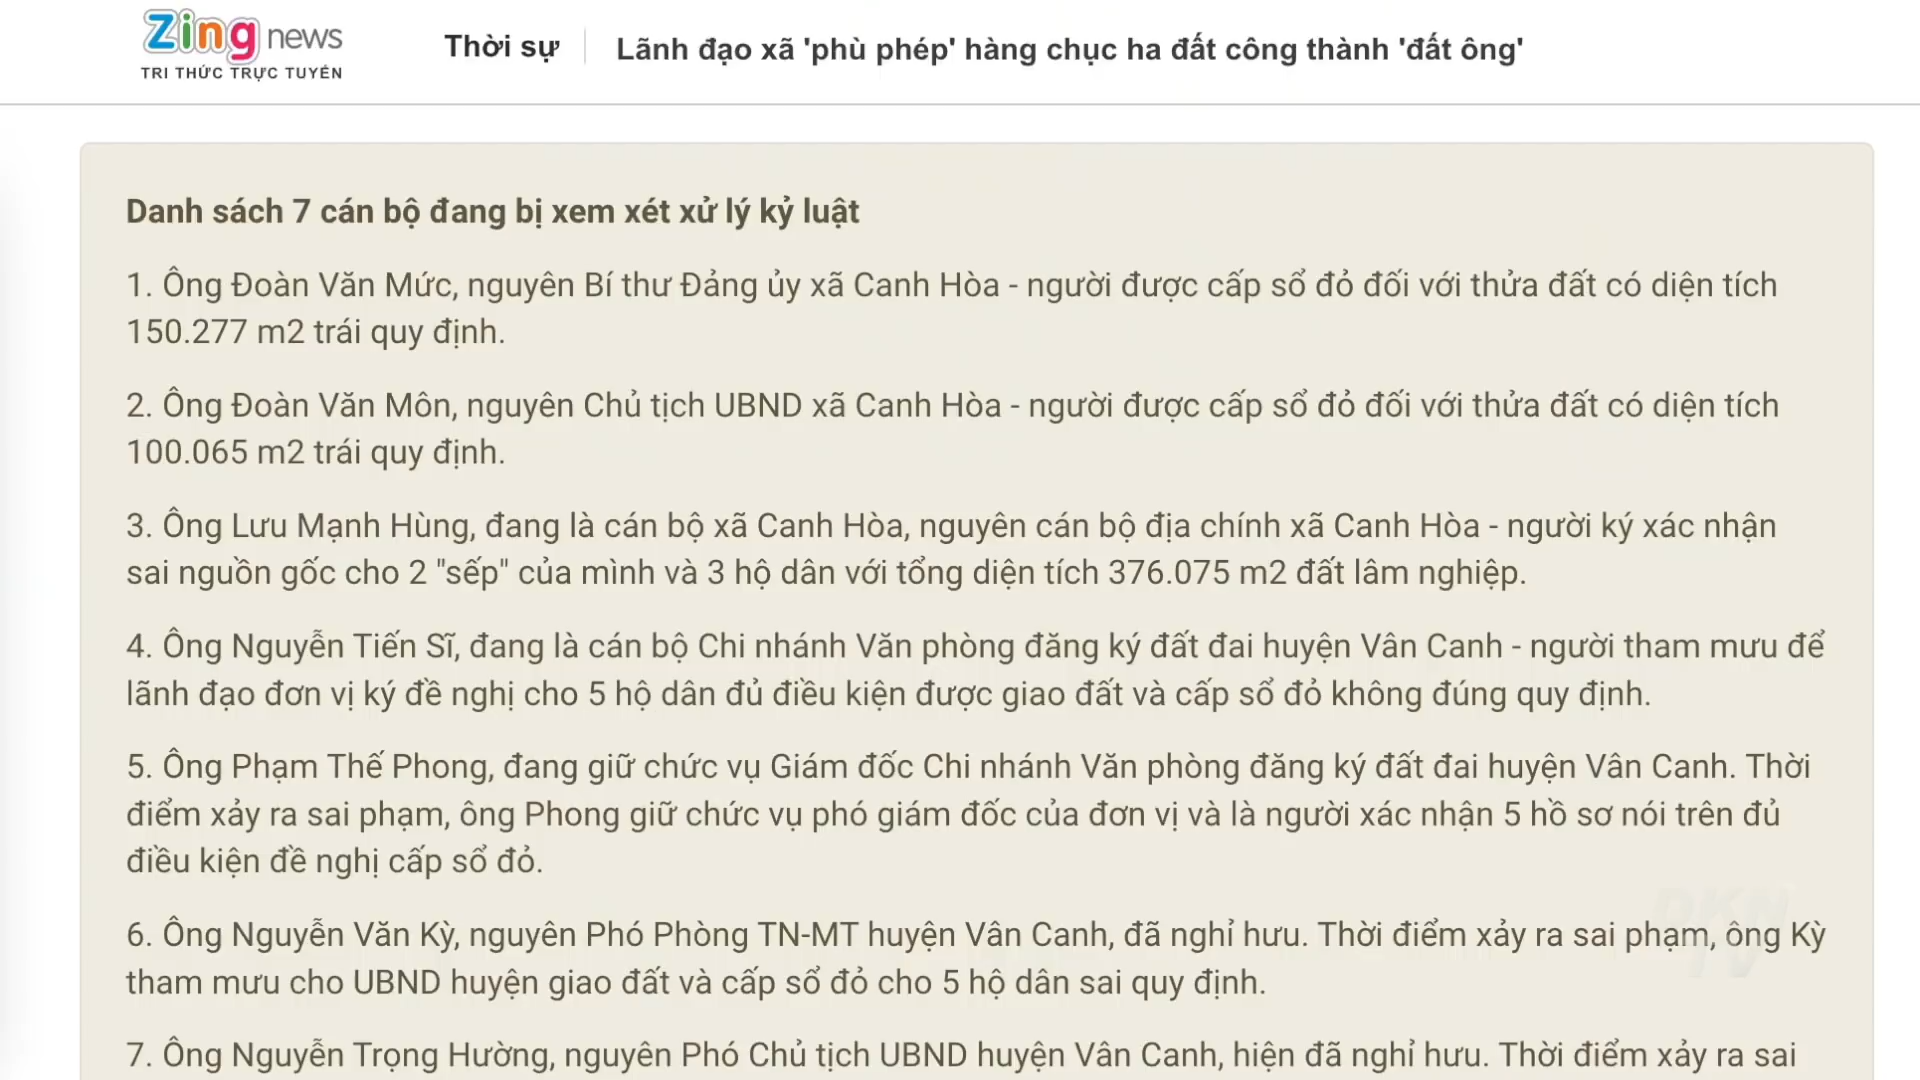 Zing news
TRI THỨC TRỰC TUYẾN
Thời sự
Lãnh đạo xã 'phù phép' hàng chục ha đất công thành 'đất ông'
Danh sách 7 cán bộ đang bị xem xét xử lý kỷ luật
1. Ông Đoàn Văn Mức, nguyên Bí thư Đảng ủy xã Canh Hòa - người được cấp sổ đỏ đối với thửa đất có diện tích
150.277 m2 trái quy định.
2. Ông Đoàn Văn Môn, nguyên Chủ tịch UBND xã Canh Hòa - người được cấp sổ đỏ đối với thửa đất có diện tích
100.065 m2 trái quy định.
3. Ông Lưu Mạnh Hùng, đang là cán bộ xã Canh Hòa, nguyên cán bộ địa chính xã Canh Hòa - người ký xác nhận
sai nguồn gốc cho 2 "sếp" của mình và 3 hộ dân với tổng diện tích 376.075 m2 đất lâm nghiệp.
4. Ông Nguyễn Tiến Sĩ, đang là cán bộ Chi nhánh Văn phòng đăng ký đất đai huyện Vân Canh - người tham mưu để
lãnh đạo đơn vị ký đề nghị cho 5 hộ dân đủ điều kiện được giao đất và cấp sổ đỏ không đúng quy định.
5. Ông Phạm Thế Phong, đang giữ chức vụ Giám đốc Chi nhánh Văn phòng đăng ký đất đai huyện Vân Canh. Thời
điểm xảy ra sai phạm, ông Phong giữ chức vụ phó giám đốc của đơn vị và là người xác nhận 5 hồ sơ nói trên đủ
điều kiện đề nghị cấp sổ đỏ.
6. Ông Nguyễn Văn Kỳ, nguyên Phó Phòng TN-MT huyện Vân Canh, đã nghỉ hưu. Thời điểm xảy ra sai phạm, ông Kỳ
tham mưu cho UBND huyện giao đất và cấp sổ đỏ cho 5 hộ dân sai quy định.
7. Ông Nguyễn Trọng Hường, nguyên Phó Chủ tịch UBND huyện Vân Canh, hiện đã nghỉ hưu. Thời điểm xảy ra sai
DKN
TV